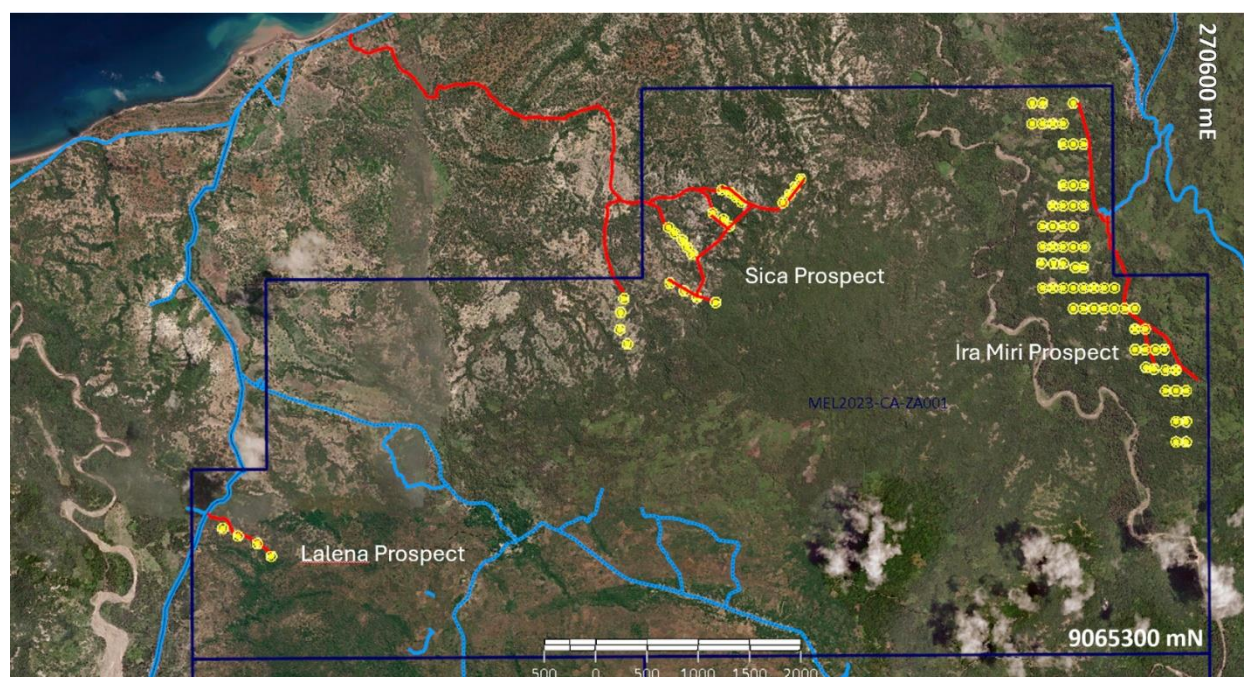 270600 mE
Sica Prospect
Ira Miri Prospect
MEL2023-CA-ZA001
Lalena Prospect
9065300 mN
500 0 500 1000 1500 2000